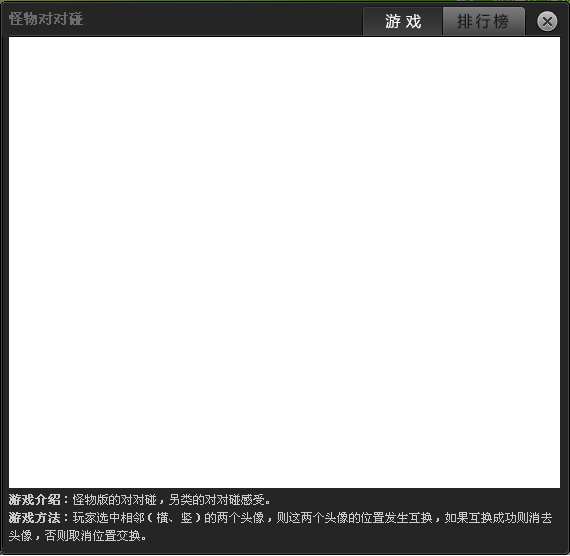 怪物对对碰
游戏 排行榜
游戏介绍：怪物版的对对碰，另类的对对碰感受。
游戏方法：玩家选中相邻（横、竖）的两个头像，则这两个头像的位置发生互换，如果互换成功则消去
头像，否则取消位置交换。